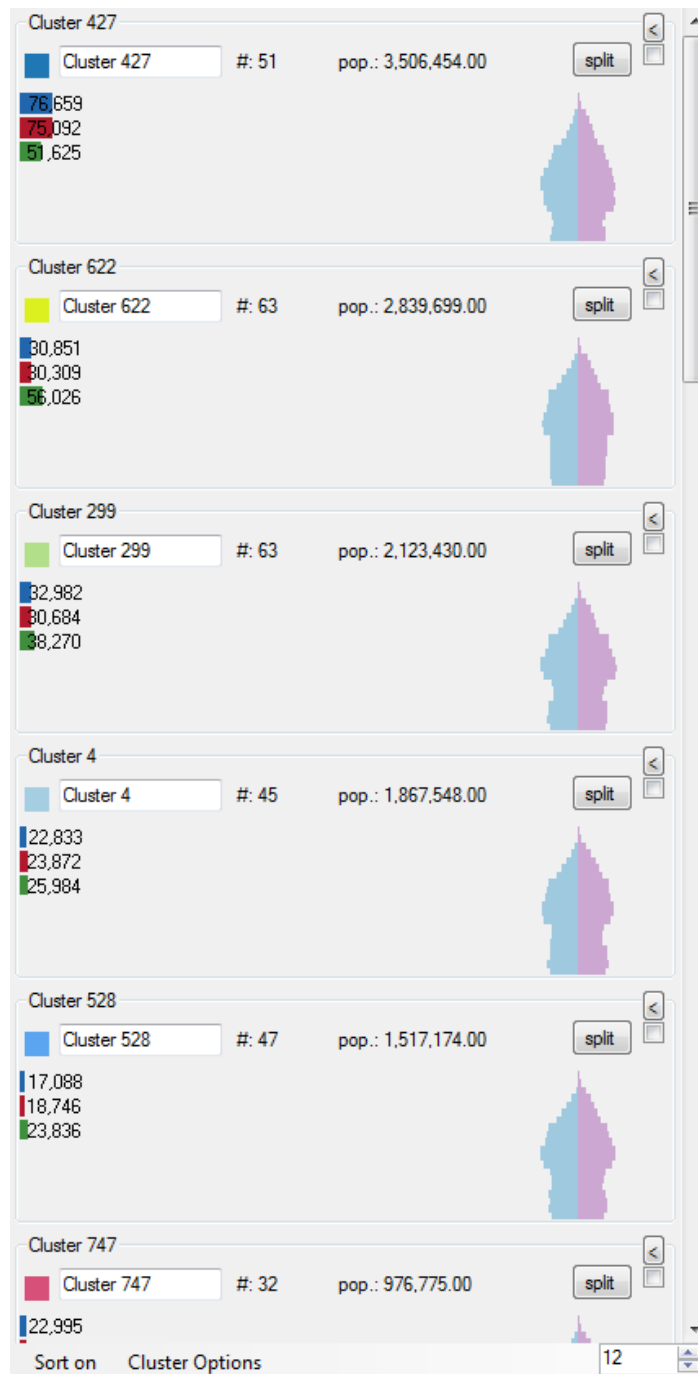 Cluster 427
<
Cluster 427 #: 51 pop.: 3,506,454.00 split
76,659
75,092
51,625
Cluster 622
<
Cluster 622 #: 63 pop.: 2,839,699.00 split
30,851
30,309
56,026
Cluster 299
<
Cluster 299 #: 63 pop.: 2,123,430.00 split
32,982
30,684
38,270
Cluster 4
<
Cluster 4 #: 45 pop.: 1,867,548.00 split
22,833
23,872
25,984
Cluster 528
<
Cluster 528 #: 47 pop.: 1,517,174.00 split
17,088
18,746
23,836
Cluster 747
<
Cluster 747 #: 32 pop.: 976,775.00 split
22,995
Sort on Cluster Options 12